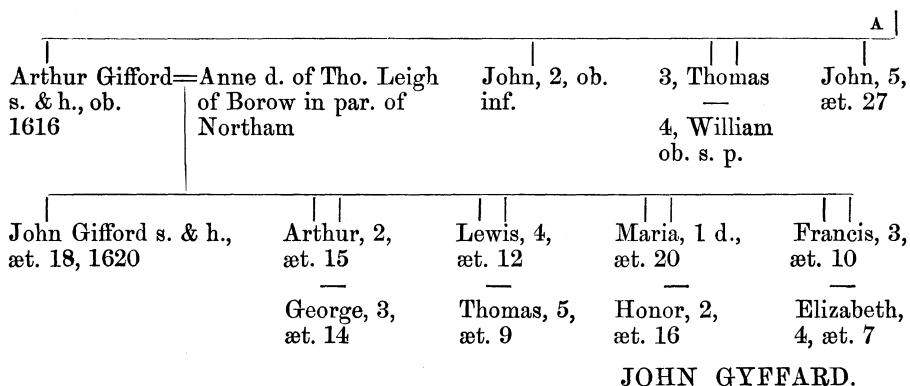 A
Arthur Gifford=Anne d. of Tho. Leigh
s. & h., ob. of Borow in par. of
1616 Northam
John, 2, ob.
inf.
3, Thomas
—
4, William
ob. s. p.
John, 5,
æt. 27
John Gifford s. & h.,
æt. 18, 1620
Arthur, 2,
æt. 15
—
George, 3,
æt. 14
Lewis, 4,
æt. 12
—
Thomas, 5,
æt. 9
Maria, 1 d.,
æt. 20
—
Honor, 2,
æt. 16
Francis, 3,
æt. 10
—
Elizabeth,
4, æt. 7
JOHN GYFFARD.